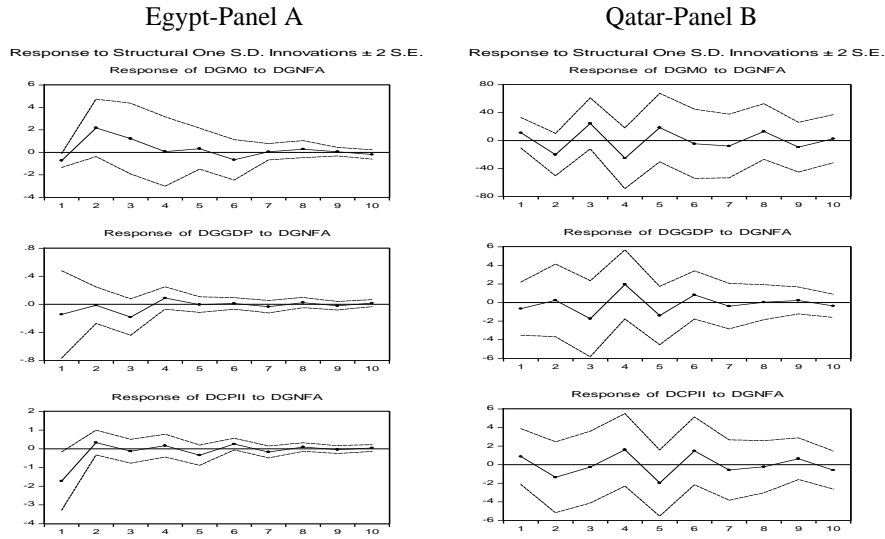 Egypt-Panel A
Qatar-Panel B
Response to Structural One S.D. Innovations ± 2 S.E.
Response to Structural One S.D. Innovations ± 2 S.E.
Response of DGM0 to DGNFA
6
4
2
0
-2
-4
1 2 3 4 5 6 7 8 9 10
Response of DGM0 to DGNFA
80
40
0
-40
-80
1 2 3 4 5 6 7 8 9 10
Response of DGGDP to DGNFA
.8
.4
.0
-.4
-.8
1 2 3 4 5 6 7 8 9 10
Response of DGGDP to DGNFA
6
4
2
0
-2
-4
-6
1 2 3 4 5 6 7 8 9 10
Response of DCPII to DGNFA
2
1
0
-1
-2
-3
-4
1 2 3 4 5 6 7 8 9 10
Response of DCPII to DGNFA
6
4
2
0
-2
-4
-6
1 2 3 4 5 6 7 8 9 10